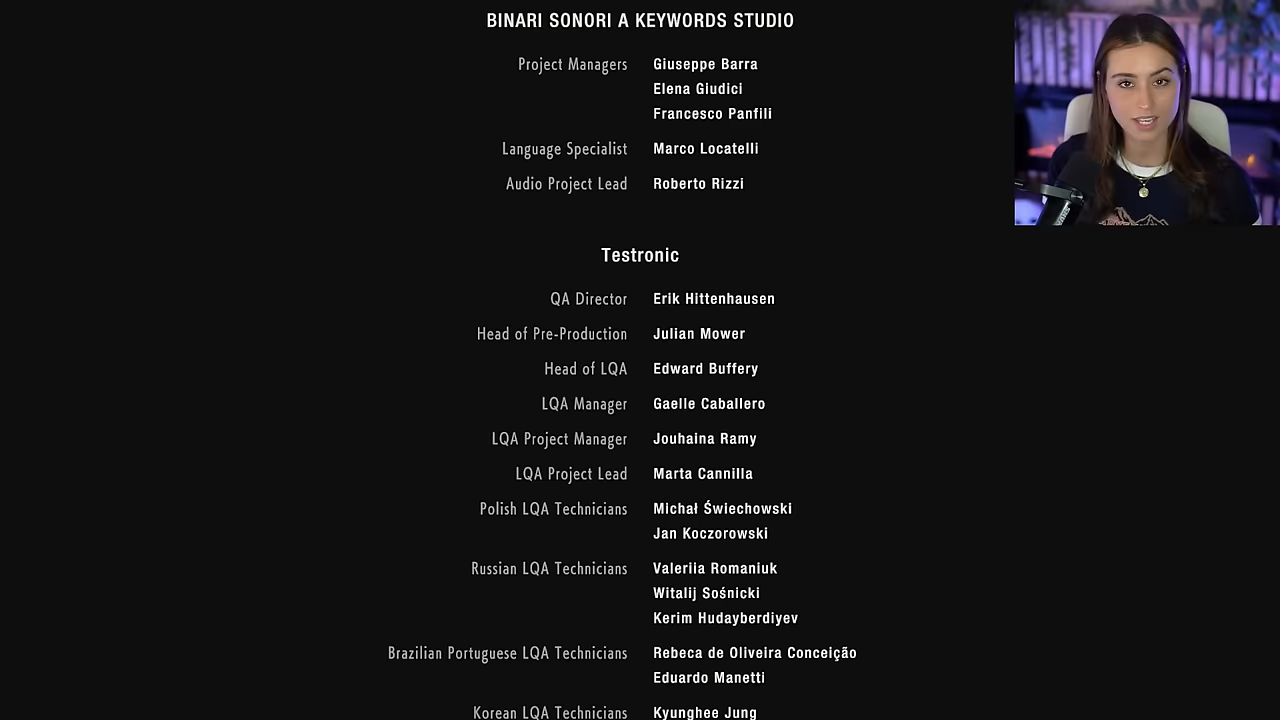 BINARI SONORI A KEYWORDS STUDIO
Project Managers Giuseppe Barra
Elena Giudici
Francesco Panfili
Language Specialist Marco Locatelli
Audio Project Lead Roberto Rizzi
Testronic
QA Director Erik Hittenhausen
Head of Pre-Production Julian Mower
Head of LQA Edward Buffery
LQA Manager Gaelle Caballero
LQA Project Manager Jouhaina Ramy
LQA Project Lead Marta Cannilla
Polish LQA Technicians Michał Świechowski
Jan Koczorowski
Russian LQA Technicians Valeriia Romaniuk
Witalij Sośnicki
Kerim Hudayberdiyev
Brazilian Portuguese LQA Technicians Rebeca de Oliveira Conceição
Eduardo Manetti
Korean LQA Technicians Kyunghee Jung